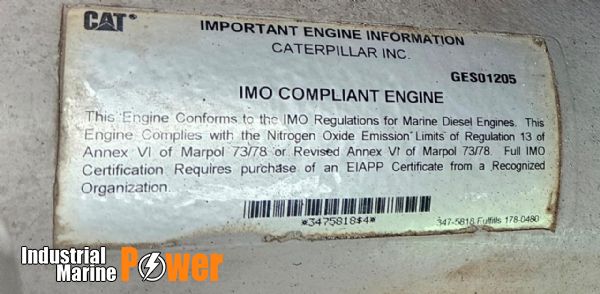 CAT®
IMPORTANT ENGINE INFORMATION
CATERPILLAR INC.
GES01205
IMO COMPLIANT ENGINE
This Engine Conforms to the IMO Regulations for Marine Diesel Engines. This
Engine Complies with the Nitrogen Oxide Emission Limits of Regulation 13 of
Annex VI of Marpol 73/78 or Revised Annex VI of Marpol 73/78. Full IMO
Certification Requires purchase of an EIAPP Certificate from a Recognized
Organization.
*3475818$4*
347-5818 Fulfills 178-0480
Industrial
Marine Power